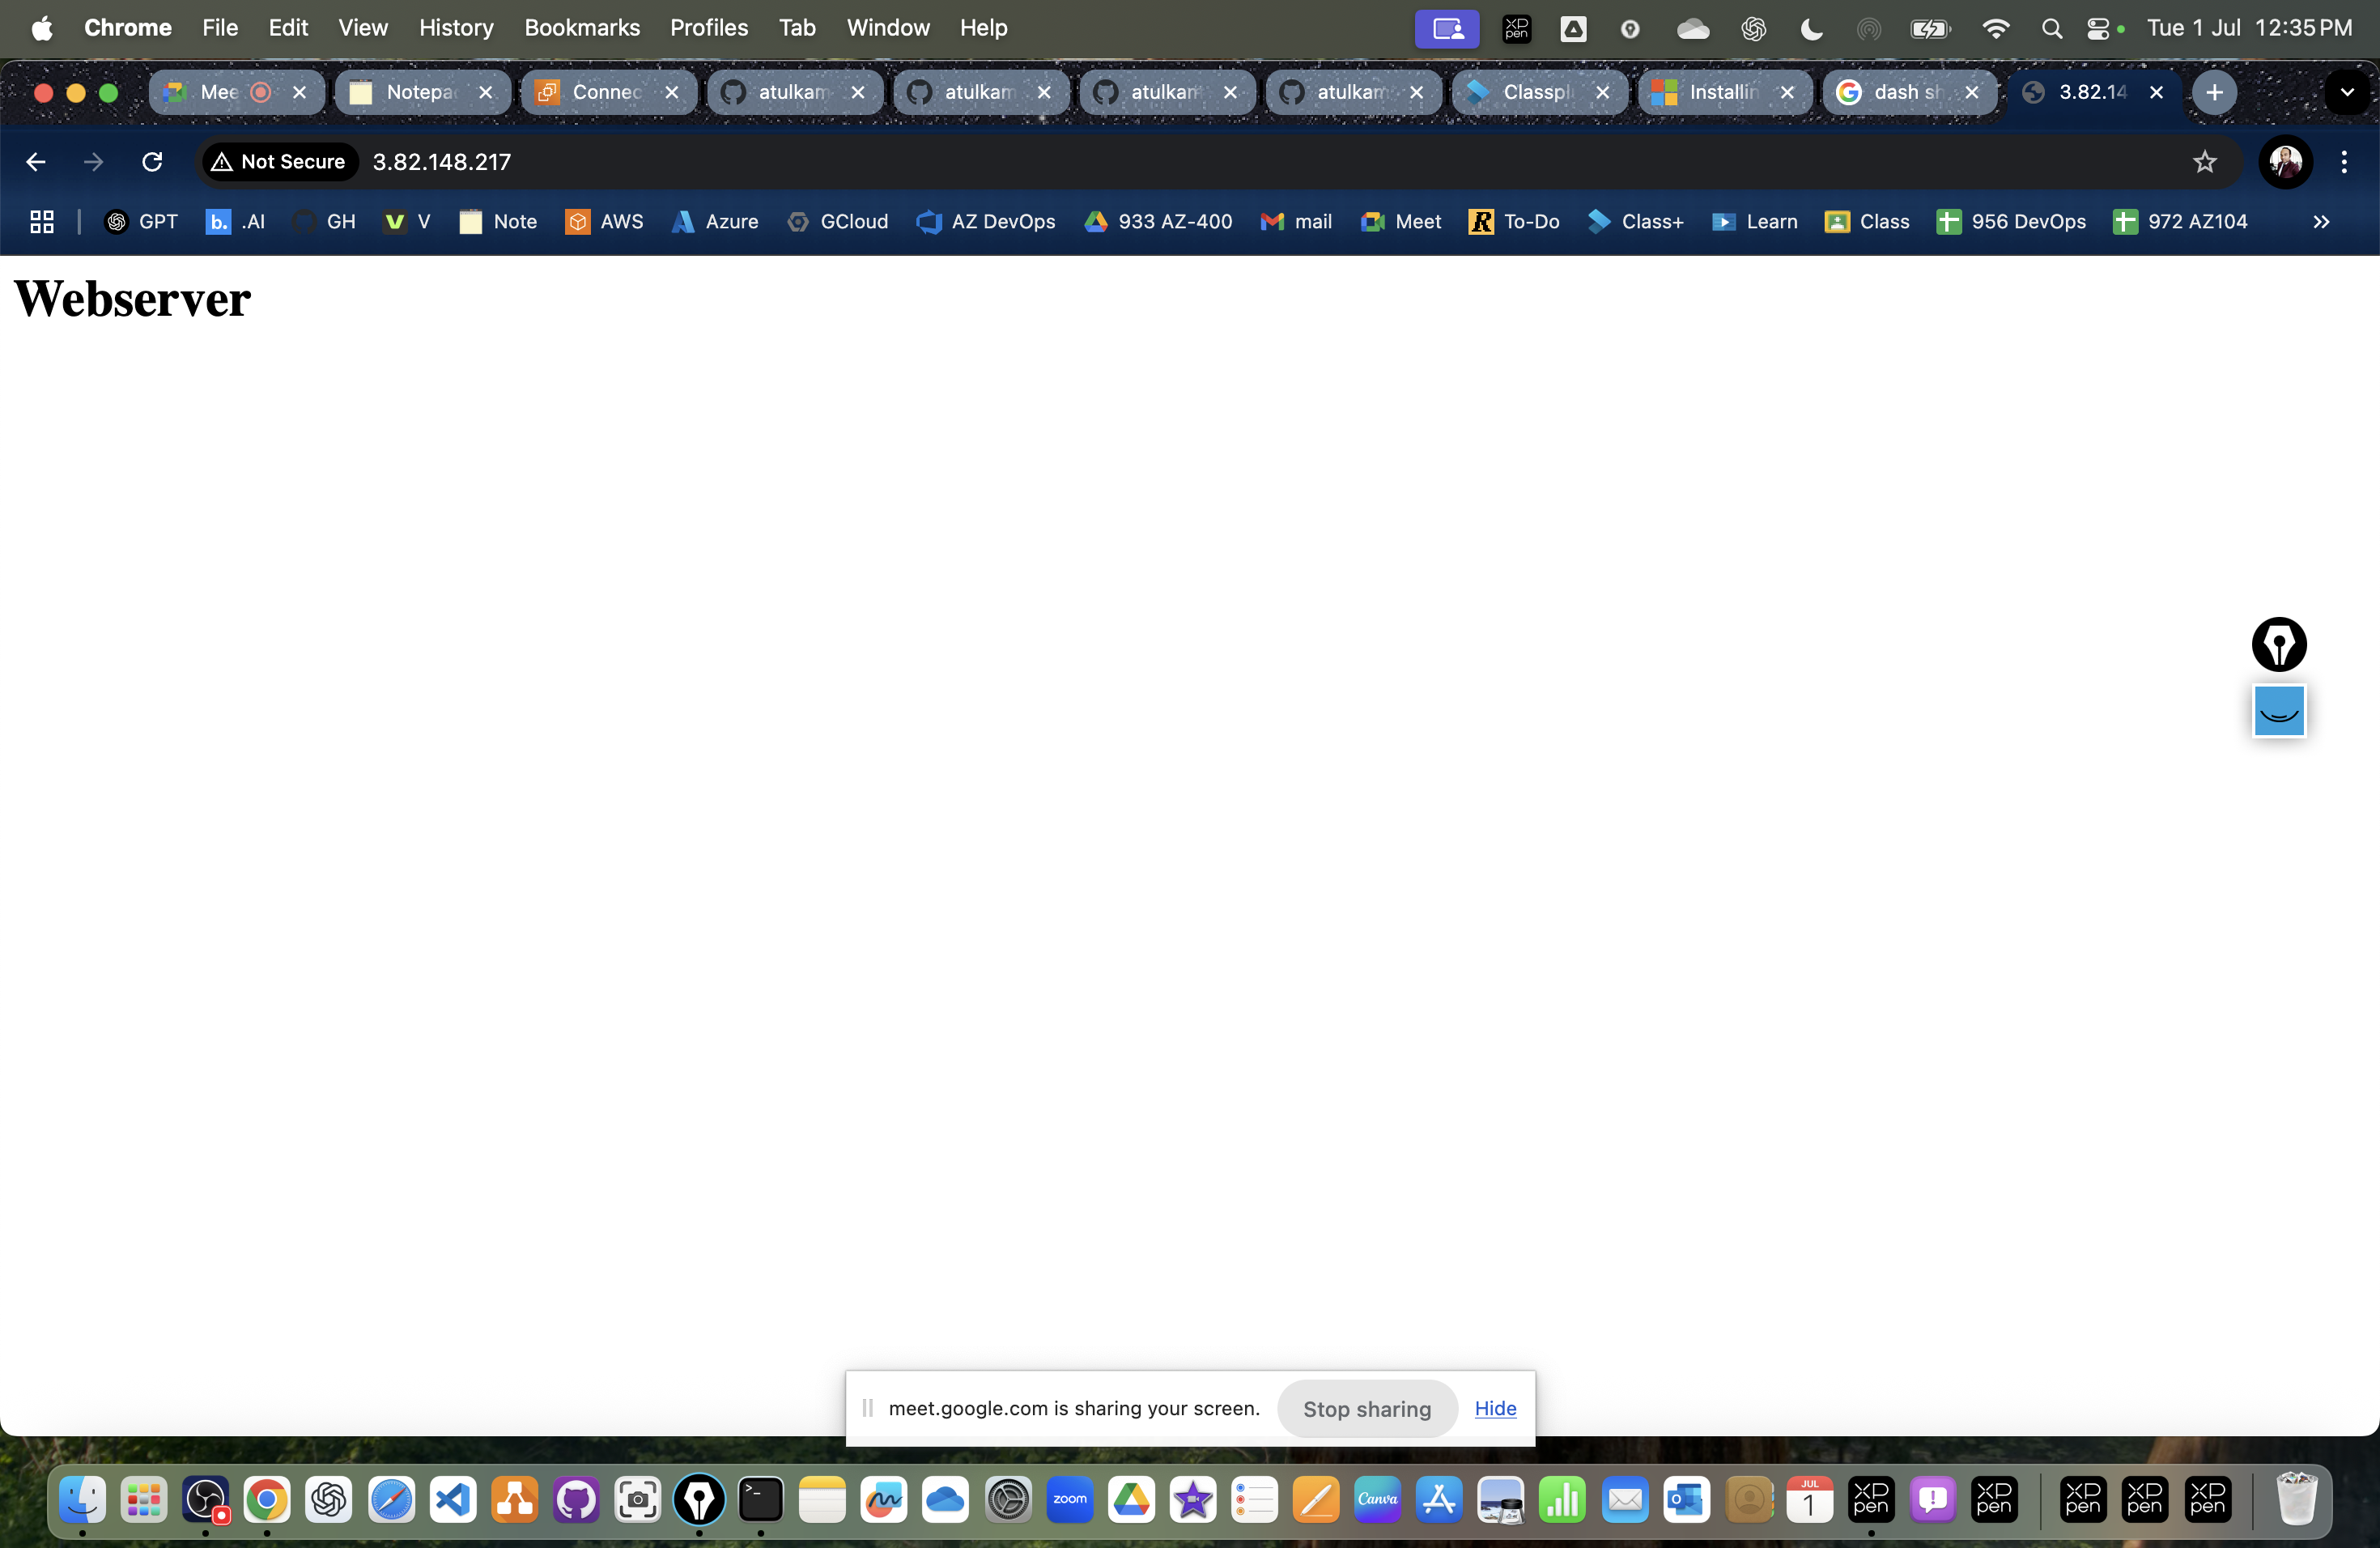 Chrome File Edit View History Bookmarks Profiles Tab Window Help XP pen Tue 1 Jul 12:35 PM
Mee Notepa Connec atulkam atulkam atulkam atulkam Classpl Installin dash sh 3.82.14
Not Secure 3.82.148.217
GPT b. .AI GH V V Note AWS Azure GCloud AZ DevOps 933 AZ-400 mail Meet R To-Do Class+ Learn Class 956 DevOps 972 AZ104
Webserver
meet.google.com is sharing your screen. Stop sharing Hide
zoom Canva JUL 1 XP pen XP pen XP pen XP pen XP pen